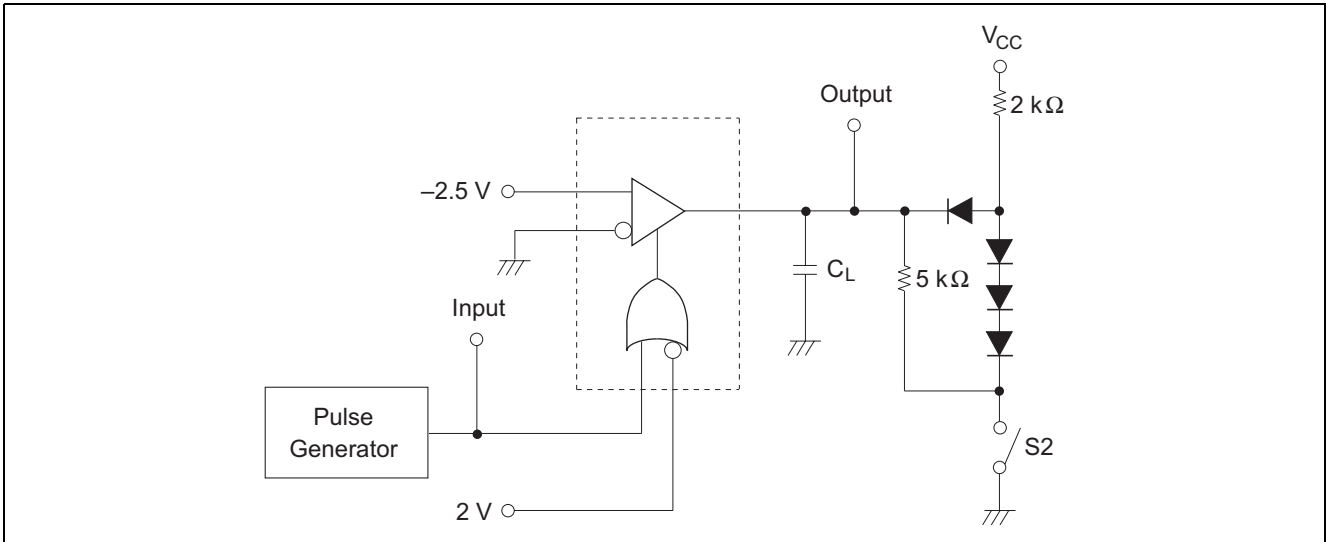 V_CC
Output
2 kΩ
–2.5 V
C_L
5 kΩ
Input
Pulse
Generator
S2
2 V